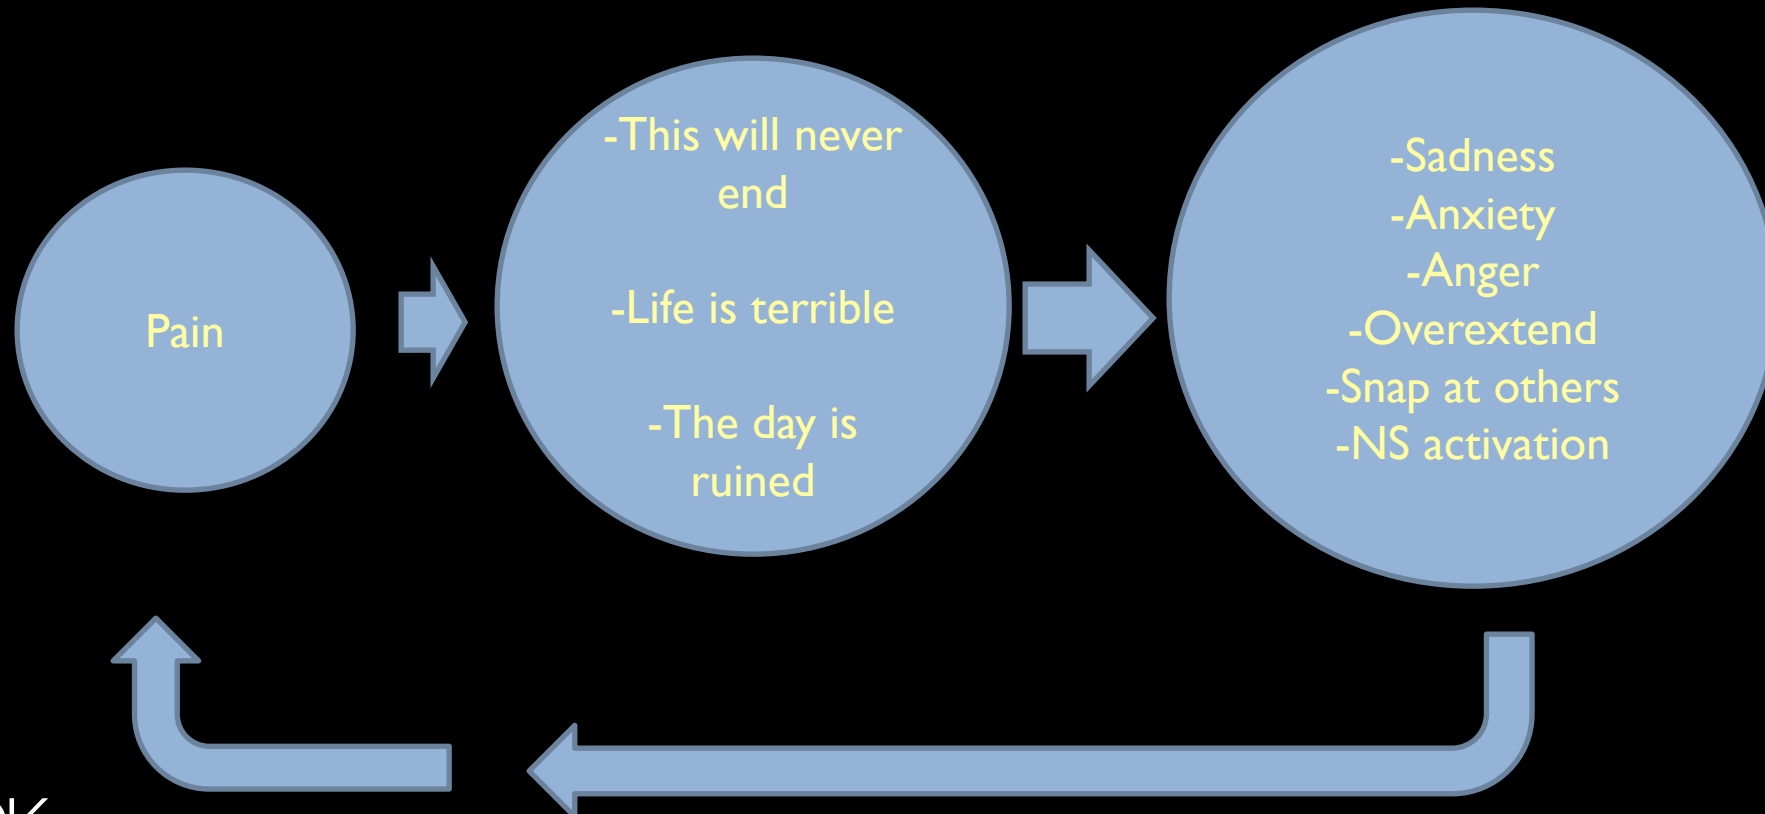 Pain
-This will never
end
-Life is terrible
-The day is
ruined
-Sadness
-Anxiety
-Anger
-Overextend
-Snap at others
-NS activation